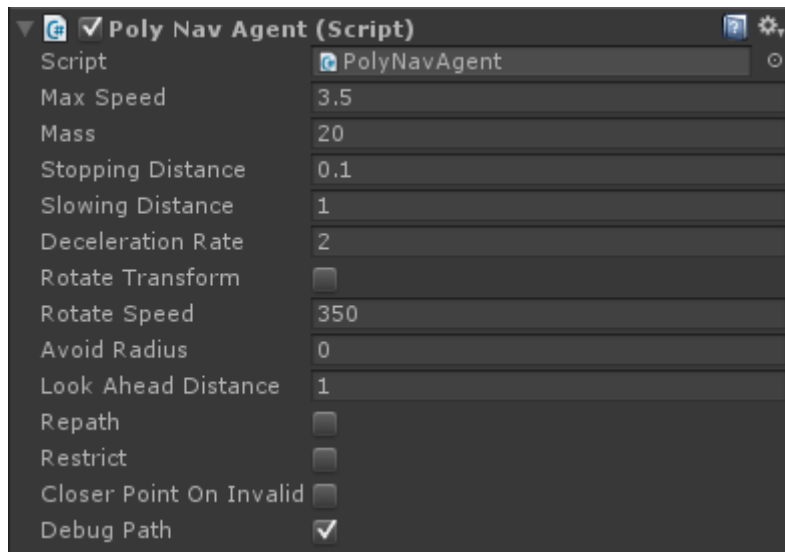 Poly Nav Agent (Script)
Script PolyNavAgent
Max Speed 3.5
Mass 20
Stopping Distance 0.1
Slowing Distance 1
Deceleration Rate 2
Rotate Transform
Rotate Speed 350
Avoid Radius 0
Look Ahead Distance 1
Repath
Restrict
Closer Point On Invalid
Debug Path